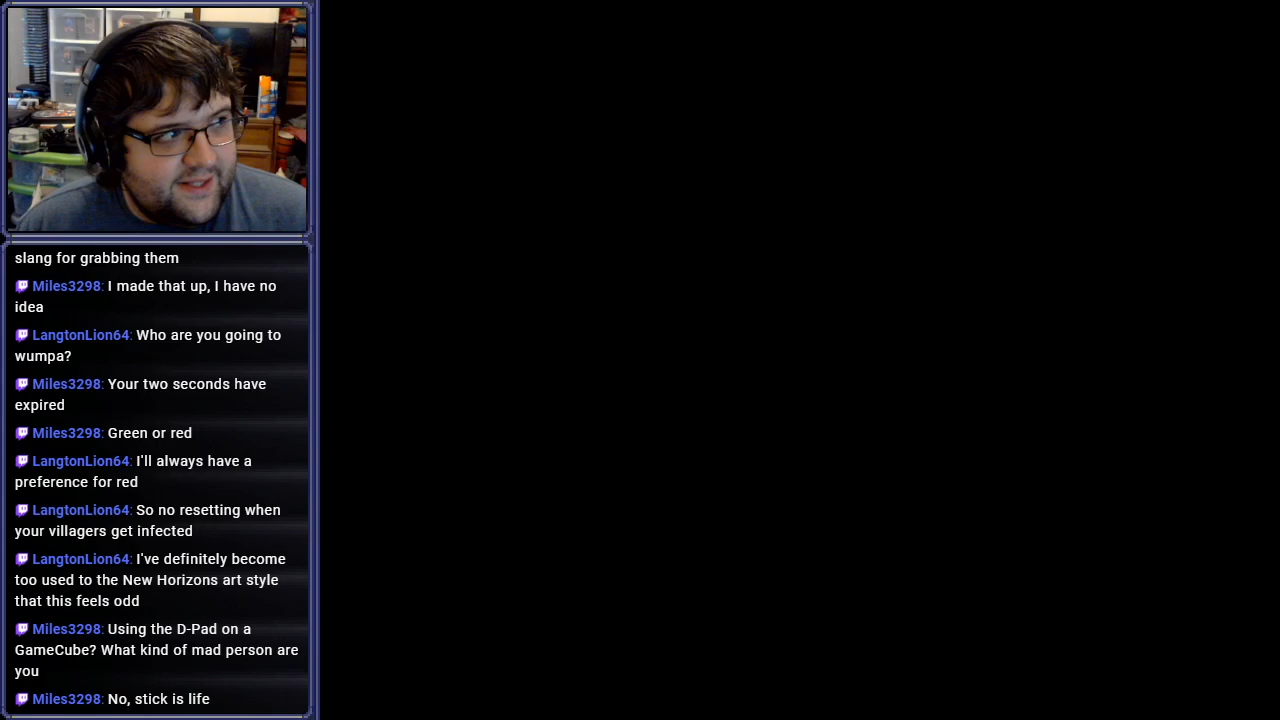 slang for grabbing them
Miles3298: I made that up, I have no
idea
LangtonLion64: Who are you going to
wumpa?
Miles3298: Your two seconds have
expired
Miles3298: Green or red
LangtonLion64: I'll always have a
preference for red
LangtonLion64: So no resetting when
your villagers get infected
LangtonLion64: I've definitely become
too used to the New Horizons art style
that this feels odd
Miles3298: Using the D-Pad on a
GameCube? What kind of mad person are
you
Miles3298: No, stick is life